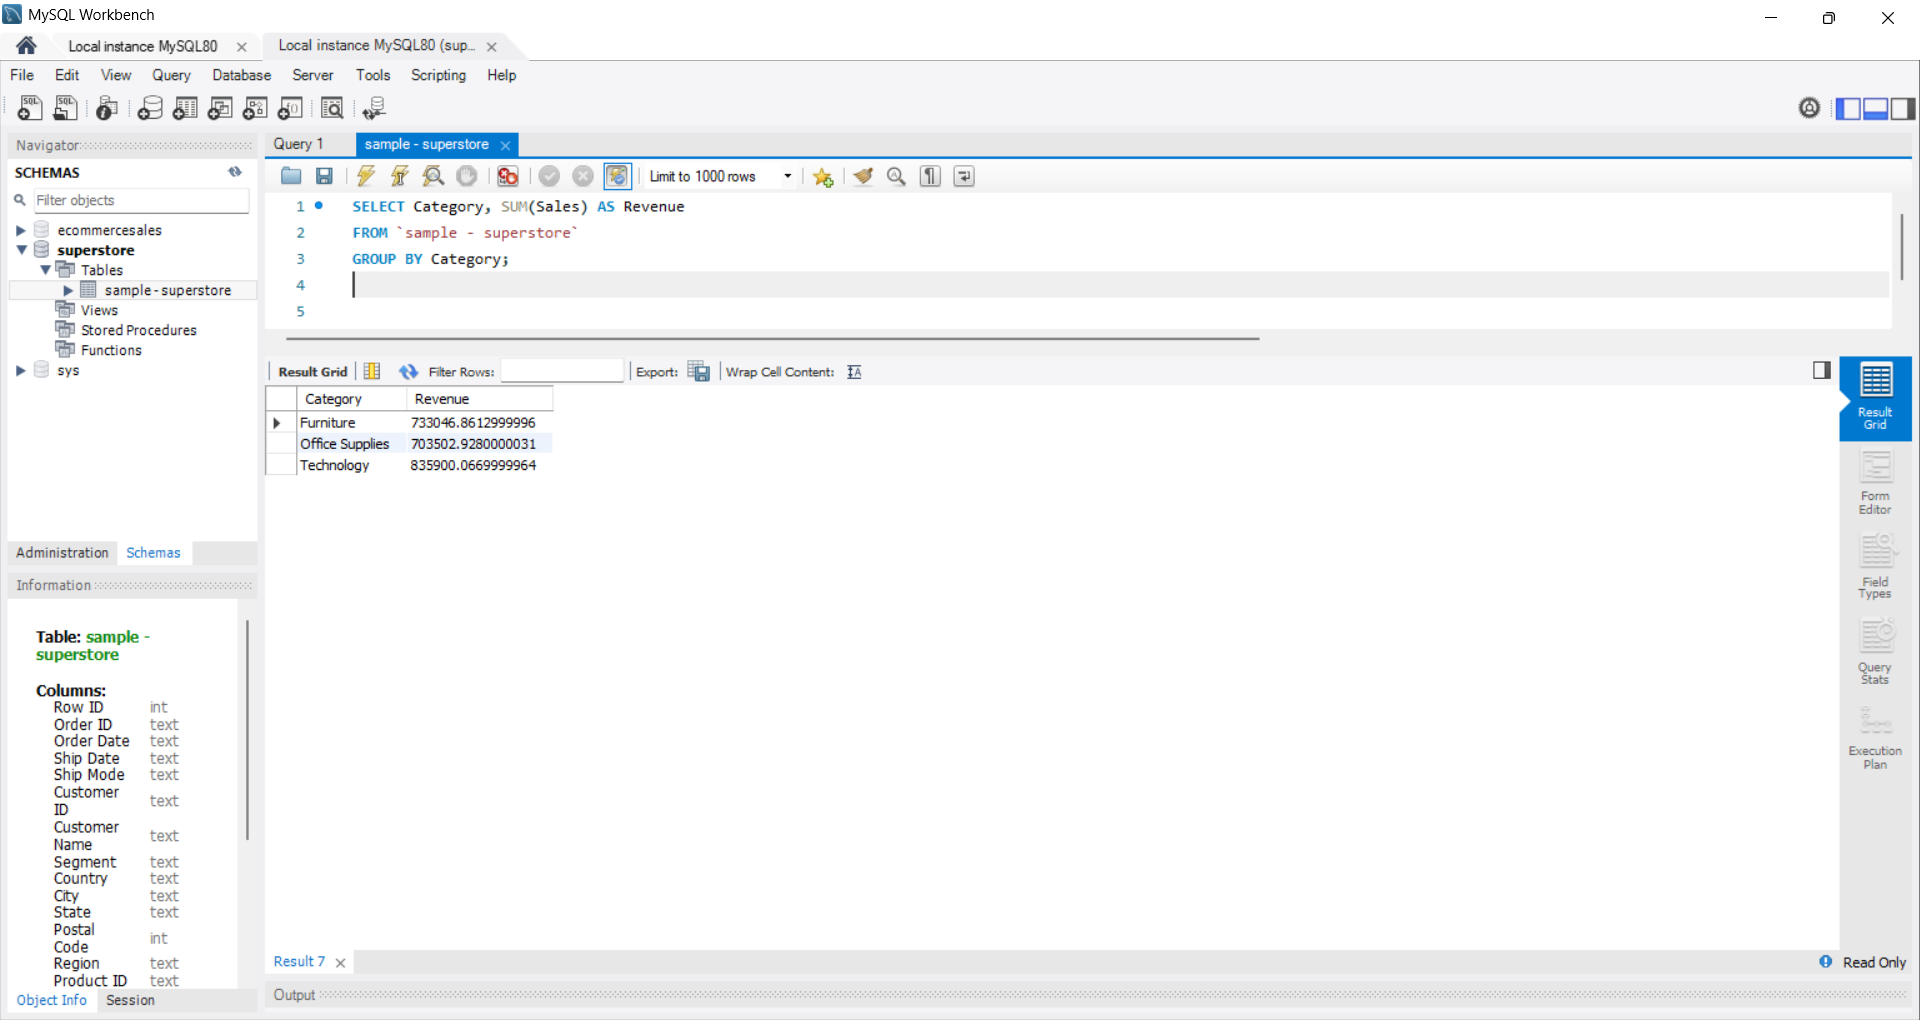 MySQL Workbench
Local instance MySQL80
Local instance MySQL80 (sup...
File Edit View Query Database Server Tools Scripting Help
Navigator
SCHEMAS
Filter objects
ecommercesales
superstore
Tables
sample - superstore
Views
Stored Procedures
Functions
sys
Administration Schemas
Information
Table: sample -
superstore
Columns:
Row ID int
Order ID text
Order Date text
Ship Date text
Ship Mode text
Customer
ID text
Customer
Name text
Segment text
Country text
City text
State text
Postal
Code int
Region text
Product ID text
Object Info Session
Query 1 sample - superstore
Limit to 1000 rows
1 SELECT Category, SUM(Sales) AS Revenue
2 FROM `sample - superstore`
3 GROUP BY Category;
4
5
Result Grid Filter Rows: Export: Wrap Cell Content:
Category Revenue
Furniture 733046.8612999996
Office Supplies 703502.9280000031
Technology 835900.0669999964
Result
Grid
Form
Editor
Field
Types
Query
Stats
Execution
Plan
Result 7 Read Only
Output